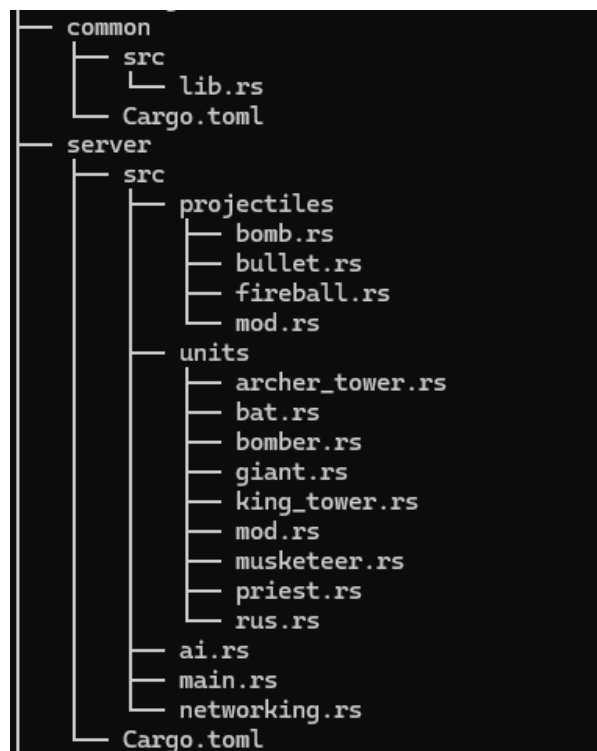 common
src
lib.rs
Cargo.toml
server
src
projectiles
bomb.rs
bullet.rs
fireball.rs
mod.rs
units
archer_tower.rs
bat.rs
bomber.rs
giant.rs
king_tower.rs
mod.rs
musketeer.rs
priest.rs
rus.rs
ai.rs
main.rs
networking.rs
Cargo.toml